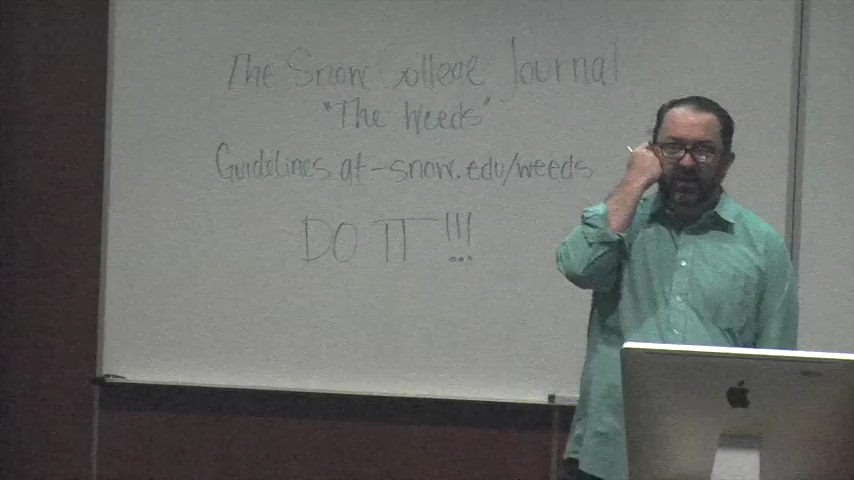 The Snow College Journal
"The Weeds"
Guidelines at - snow.edu/weeds
DO IT!!!